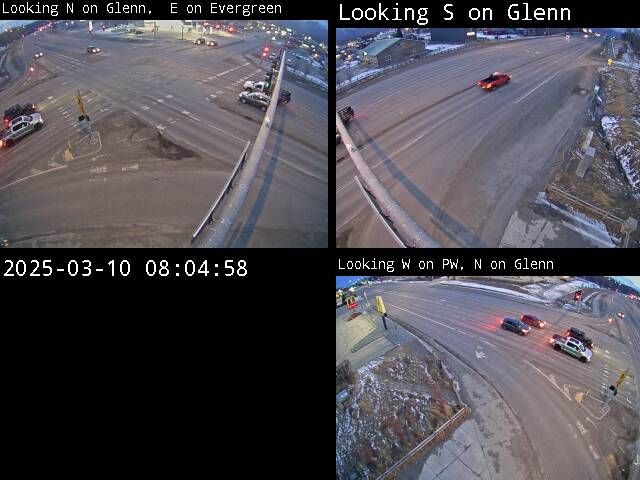 Looking N on Glenn,  E on Evergreen
Looking S on Glenn
2025-03-10 08:04:58
Looking W on PW, N on Glenn